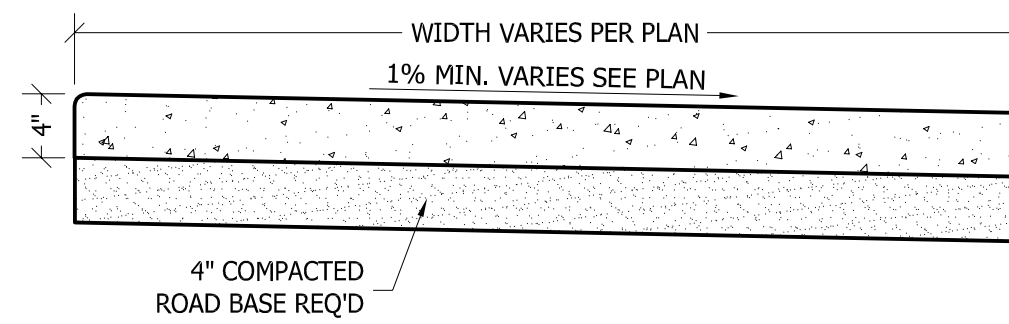 WIDTH VARIES PER PLAN
1% MIN. VARIES SEE PLAN
4"
4" COMPACTED
ROAD BASE REQ'D